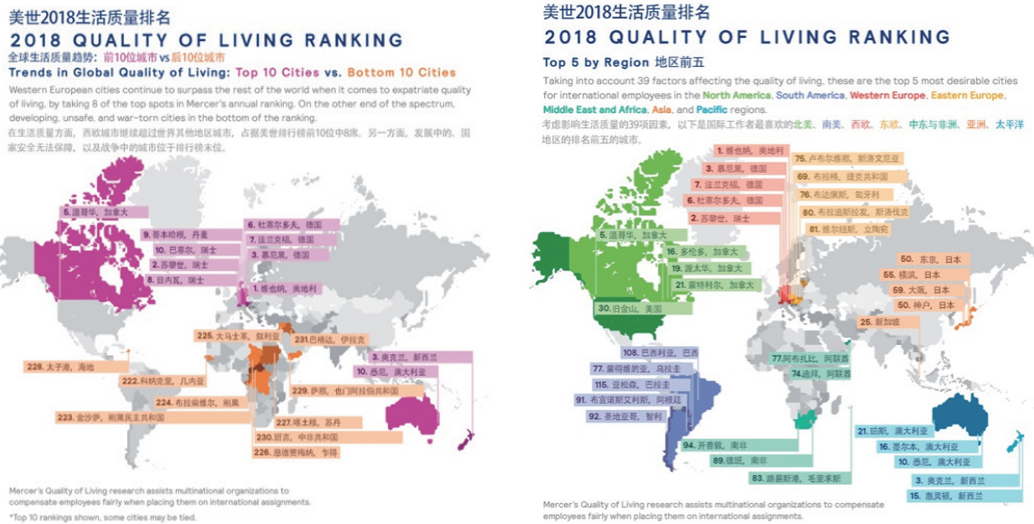 美世2018生活质量排名
2018 QUALITY OF LIVING RANKING
全球生活质量趋势：前10位城市 vs 后10位城市
Trends in Global Quality of Living: Top 10 Cities vs. Bottom 10 Cities
Western European cities continue to surpass the rest of the world when it comes to expatriate quality
of living, by taking 8 of the top spots in Mercer's annual ranking. On the other end of the spectrum,
developing, unsafe, and war-torn cities in the bottom of the ranking.
在生活质量方面，西欧城市继续超过世界其他地区城市，占据美世排行榜前10位中8席。另一方面，发展中的、国
家安全无法保障，以及战争中的城市位于排行榜末位。
5. 温哥华，加拿大
9. 哥本哈根，丹麦
10. 巴塞尔，瑞士
2. 苏黎世，瑞士
8. 日内瓦，瑞士
6. 杜塞尔多夫，德国
7. 法兰克福，德国
3. 慕尼黑，德国
1. 维也纳，奥地利
225. 大马士革，叙利亚
231. 巴格达，伊拉克
3. 奥克兰，新西兰
10. 悉尼，澳大利亚
228. 太子港，海地
222. 科纳克里，几内亚
229. 萨那，也门阿拉伯共和国
224. 布拉柴维尔，刚果
223. 金沙萨，刚果民主共和国
227. 喀土穆，苏丹
230. 班吉，中非共和国
226. 恩德贾梅纳，乍得
Mercer's Quality of Living research assists multinational organizations to
compensate employees fairly when placing them on international assignments.
*Top 10 rankings shown, some cities may be tied.
美世2018生活质量排名
2018 QUALITY OF LIVING RANKING
Top 5 by Region 地区前五
Taking into account 39 factors affecting the quality of living, these are the top 5 most desirable cities
for international employees in the North America, South America, Western Europe, Eastern Europe,
Middle East and Africa, Asia, and Pacific regions.
考虑影响生活质量的39项因素，以下是国际工作者最喜欢的北美、南美、西欧、东欧、中东与非洲、亚洲、太平洋
地区的排名前五的城市。
1. 维也纳，奥地利
3. 慕尼黑，德国
7. 法兰克福，德国
6. 杜塞尔多夫，德国
2. 苏黎世，瑞士
75. 卢布尔雅那，斯洛文尼亚
69. 布拉格，捷克共和国
76. 布达佩斯，匈牙利
80. 布拉迪斯拉发，斯洛伐克
81. 维尔纽斯，立陶宛
5. 温哥华，加拿大
16. 多伦多，加拿大
19. 渥太华，加拿大
21. 蒙特利尔，加拿大
30. 旧金山，美国
50. 东京，日本
55. 横滨，日本
59. 大阪，日本
50. 神户，日本
25. 新加坡
108. 巴西利亚，巴西
77. 蒙得维的亚，乌拉圭
115. 亚松森，巴拉圭
91. 布宜诺斯艾利斯，阿根廷
92. 圣地亚哥，智利
77. 阿布扎比，阿联酋
74. 迪拜，阿联酋
94. 开普敦，南非
89. 德班，南非
83. 路易斯港，毛里求斯
21. 珀斯，澳大利亚
16. 墨尔本，澳大利亚
10. 悉尼，澳大利亚
3. 奥克兰，新西兰
15. 惠灵顿，新西兰
Mercer's Quality of Living research assists multinational organizations to compensate
employees fairly when placing them on international assignments.